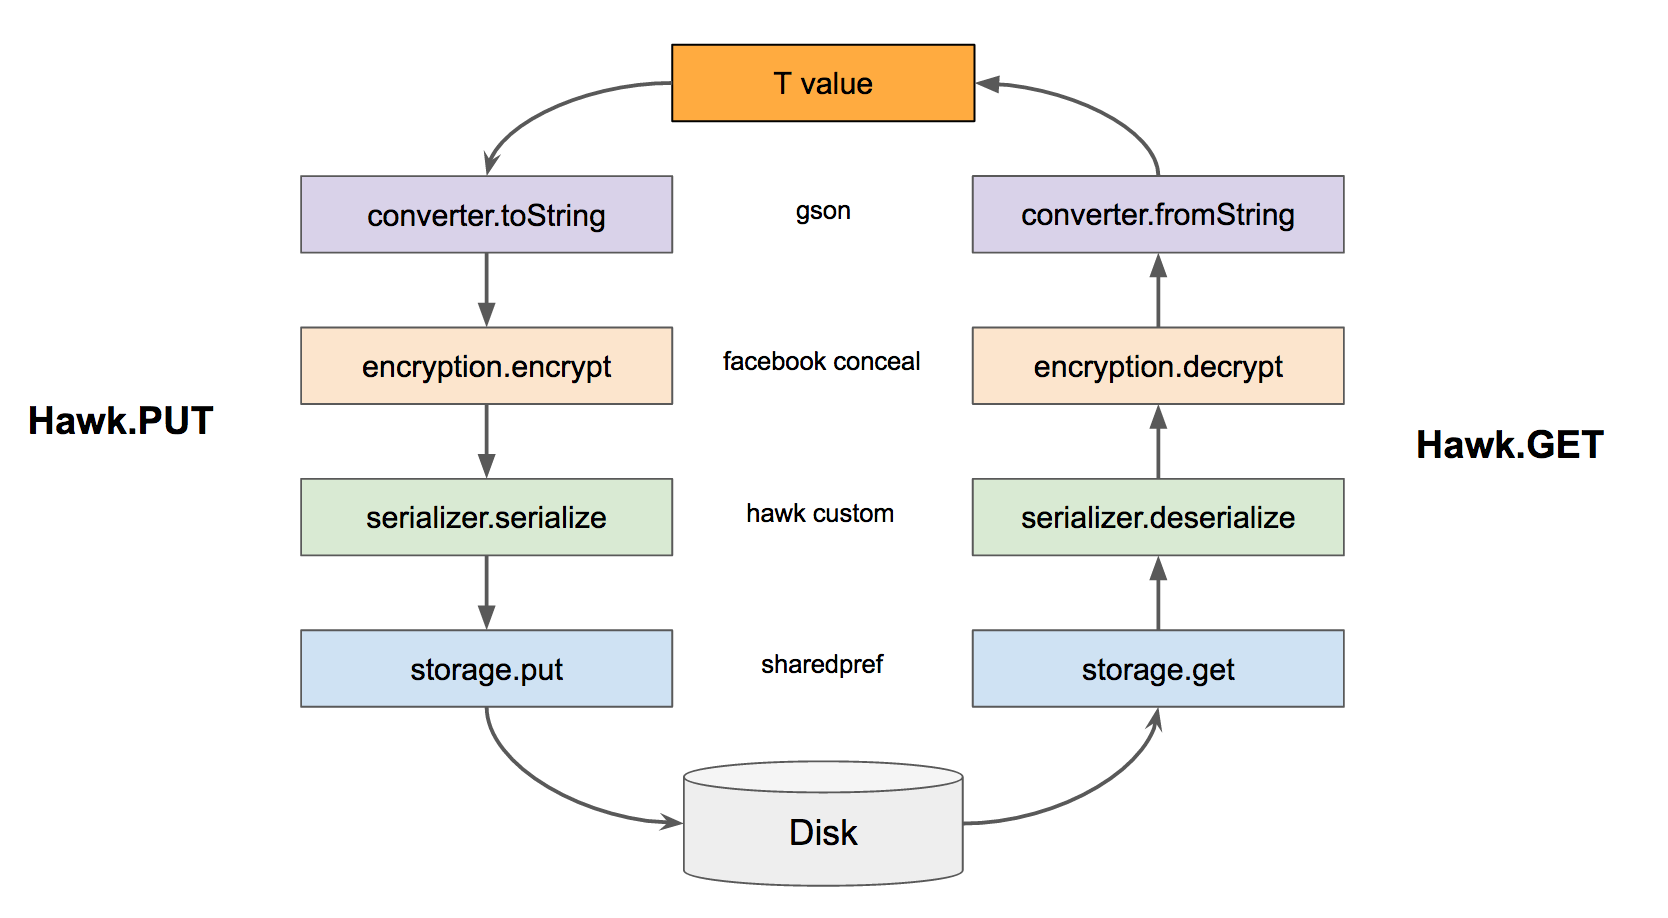 T value
converter.toString
gson
converter.fromString
encryption.encrypt
facebook conceal
encryption.decrypt
Hawk.PUT
Hawk.GET
serializer.serialize
hawk custom
serializer.deserialize
storage.put
sharedpref
storage.get
Disk